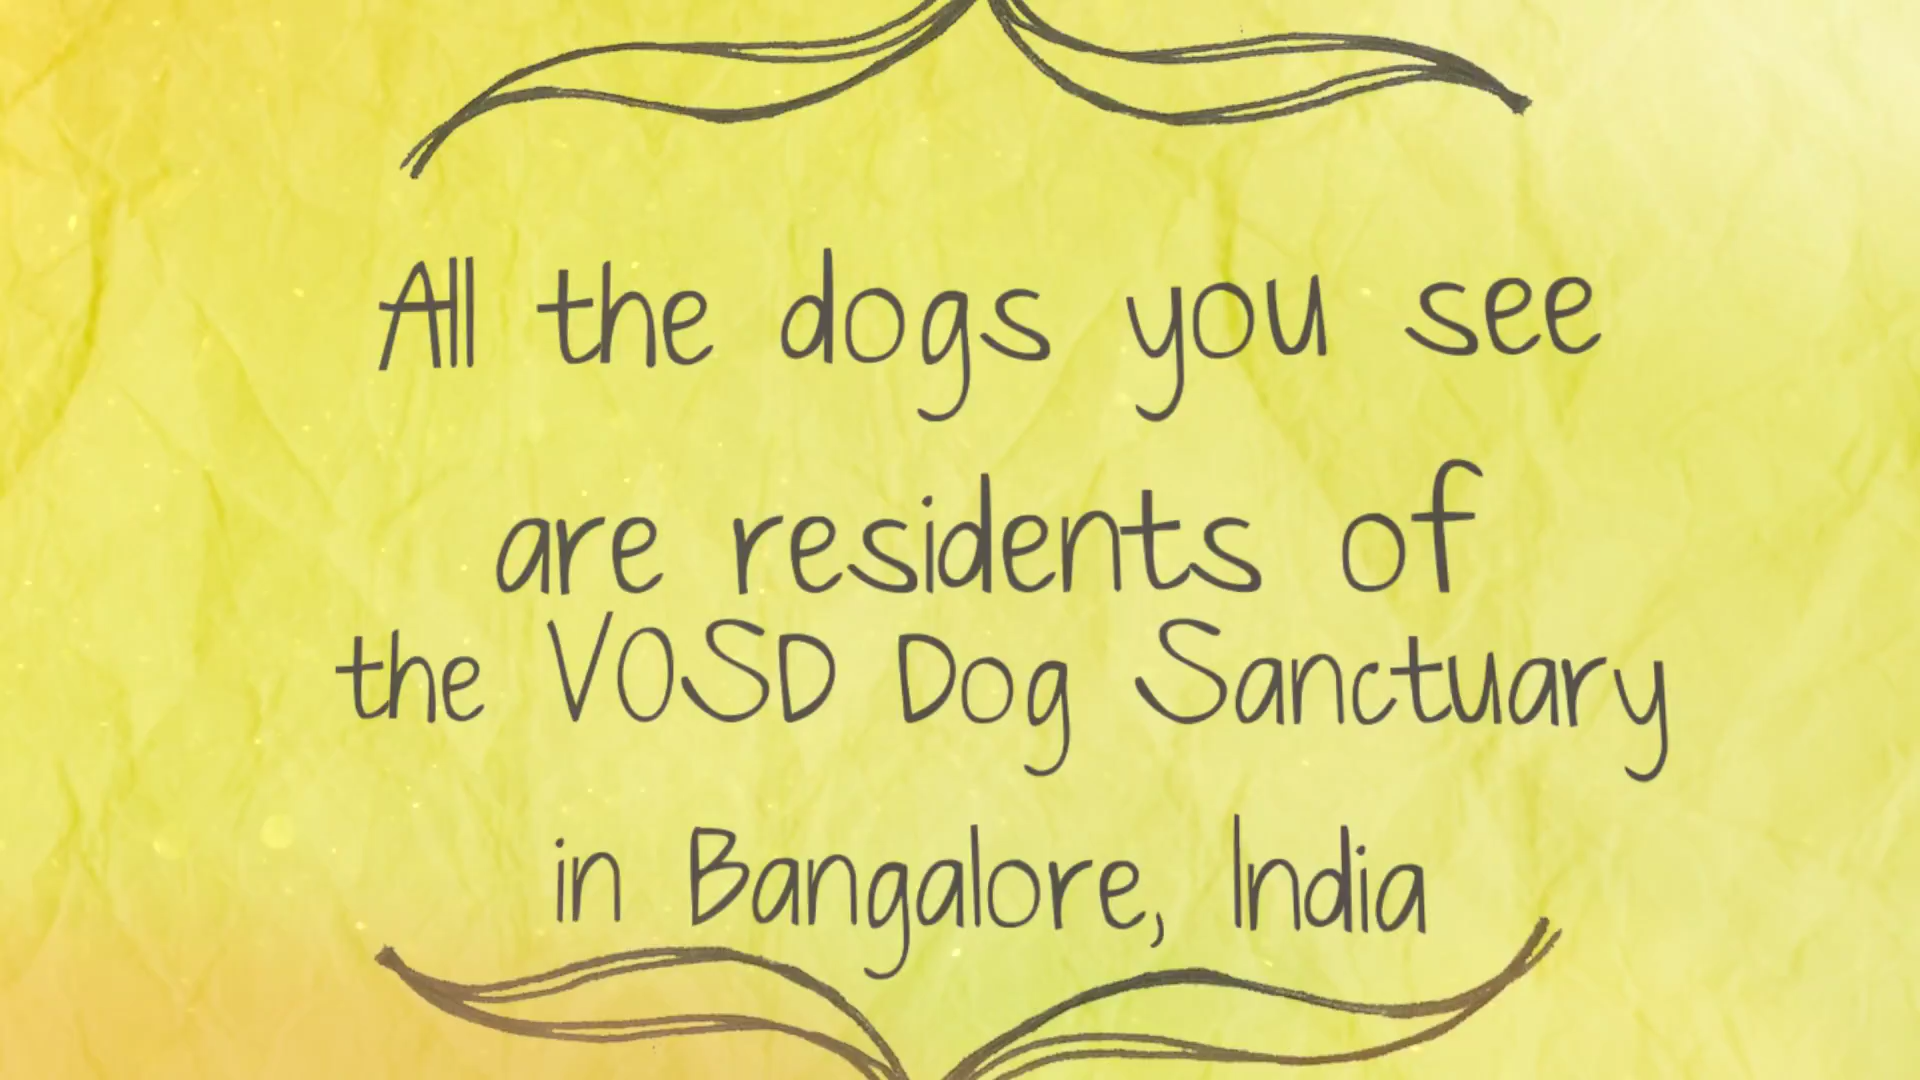 All the dogs you see
are residents of
the VOSD Dog Sanctuary
in Bangalore, India